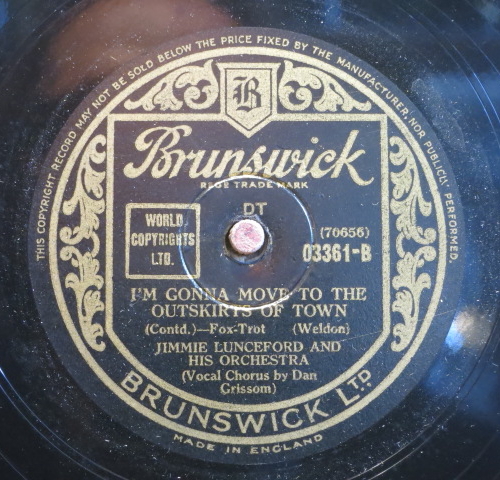 THIS COPYRIGHT RECORD MAY NOT BE SOLD BELOW THE PRICE FIXED BY THE MANUFACTURER, NOR PUBLICLY PERFORMED.
B
Brunswick
REGD TRADE MARK
DT
WORLD
COPYRIGHTS
LTD.
(70656)
03361-B
I'M GONNA MOVE TO THE
OUTSKIRTS OF TOWN
(Contd.)—Fox-Trot (Weldon)
JIMMIE LUNCEFORD AND
HIS ORCHESTRA
(Vocal Chorus by Dan
Grissom)
BRUNSWICK LTD.
MADE IN ENGLAND